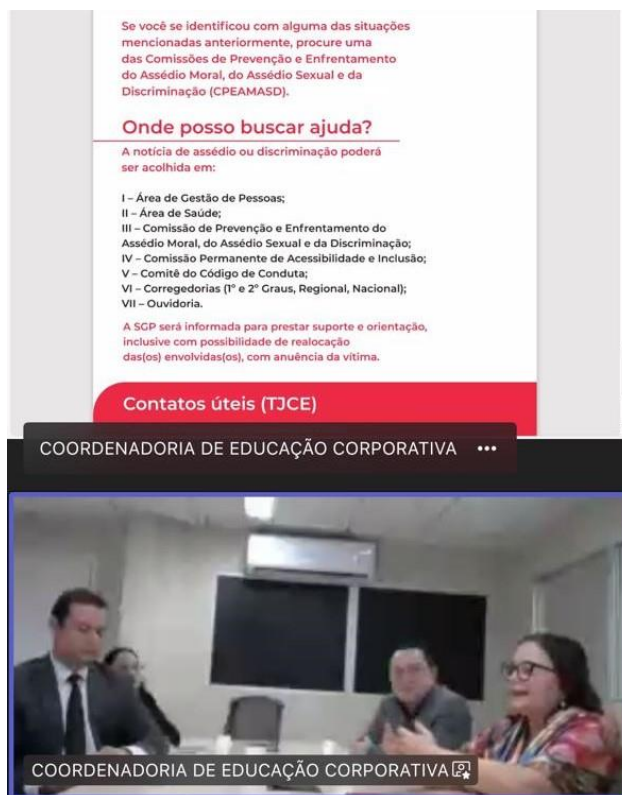 Se você se identificou com alguma das situações
mencionadas anteriormente, procure uma
das Comissões de Prevenção e Enfrentamento
do Assédio Moral, do Assédio Sexual e da
Discriminação (CPEAMASD).
Onde posso buscar ajuda?
A notícia de assédio ou discriminação poderá
ser acolhida em:
I – Área de Gestão de Pessoas;
II – Área de Saúde;
III – Comissão de Prevenção e Enfrentamento do
Assédio Moral, do Assédio Sexual e da Discriminação;
IV – Comissão Permanente de Acessibilidade e Inclusão;
V – Comitê do Código de Conduta;
VI – Corregedorias (1º e 2º Graus, Regional, Nacional);
VII – Ouvidoria.
A SGP será informada para prestar suporte e orientação,
inclusive com possibilidade de realocação
das(os) envolvidas(os), com anuência da vítima.
Contatos úteis (TJCE)
COORDENADORIA DE EDUCAÇÃO CORPORATIVA •••
COORDENADORIA DE EDUCAÇÃO CORPORATIVA